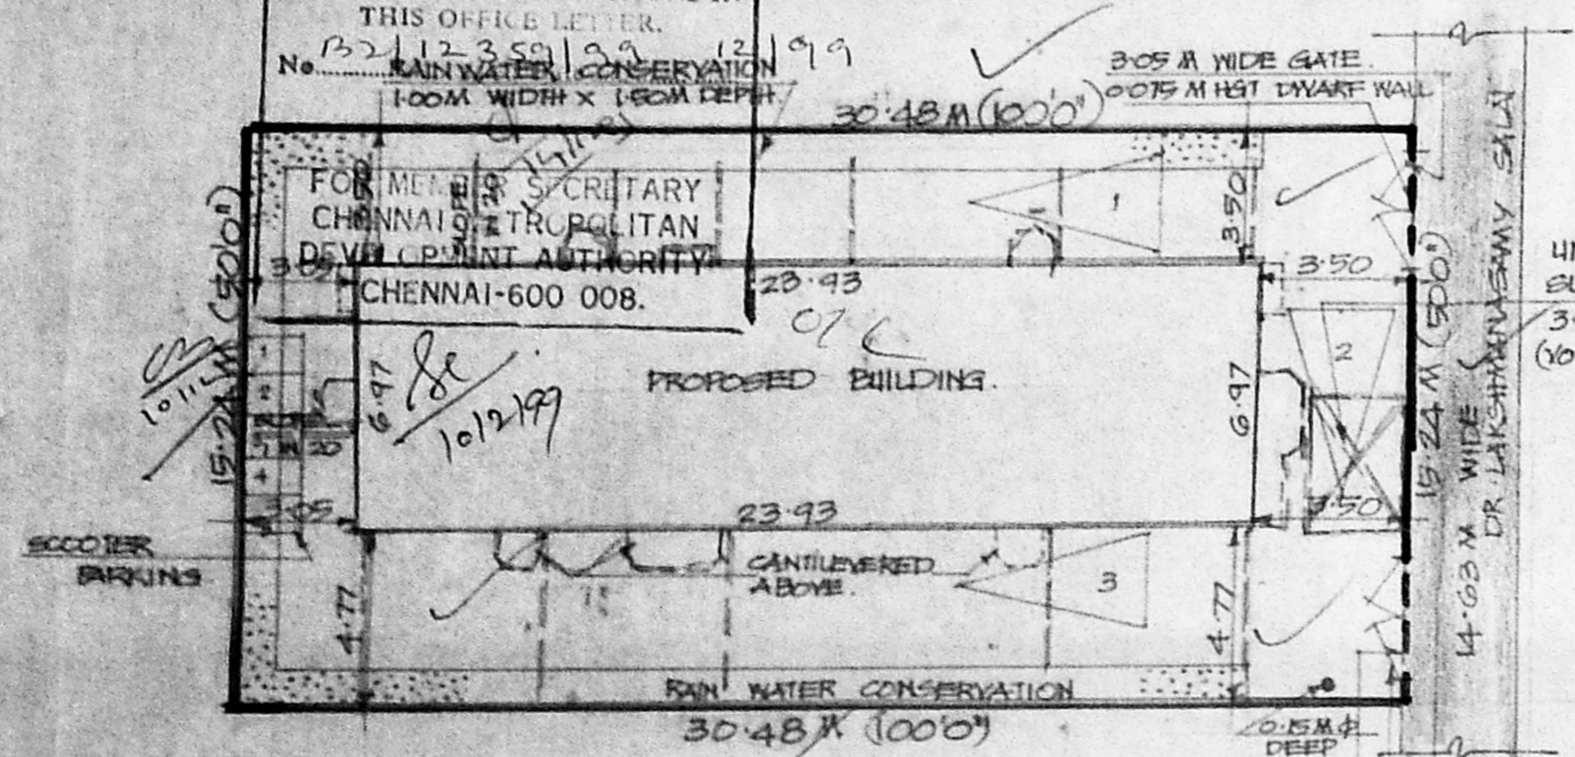 THIS OFFICE LETTER.
No. B2/12359/99 12/99
RAIN WATER CONSERVATION
1.00M WIDTH X 1.50M DEPTH.
3.05 M WIDE GATE.
0.075 M HGT DWARF WALL
30.48 M (100'0")
FOR MEMBER SECRETARY
CHENNAI METROPOLITAN
DEVELOPMENT AUTHORITY
CHENNAI-600 008.
3.50
1
3.50
3.05
23.93
15.24 M (50'0")
PROPOSED BUILDING.
6.97
10/2/99
6.97
2
15.24 M (50'0")
14.63 M WIDE
DR. LAKSHMANASAMY SALAI
3.05
23.93
3.50
SCOOTER
PARKING
CANTILEVERED
ABOVE.
3
4.77
4.77
RAIN WATER CONSERVATION
30.48 M (100'0")
0.15 M Φ
DEEP